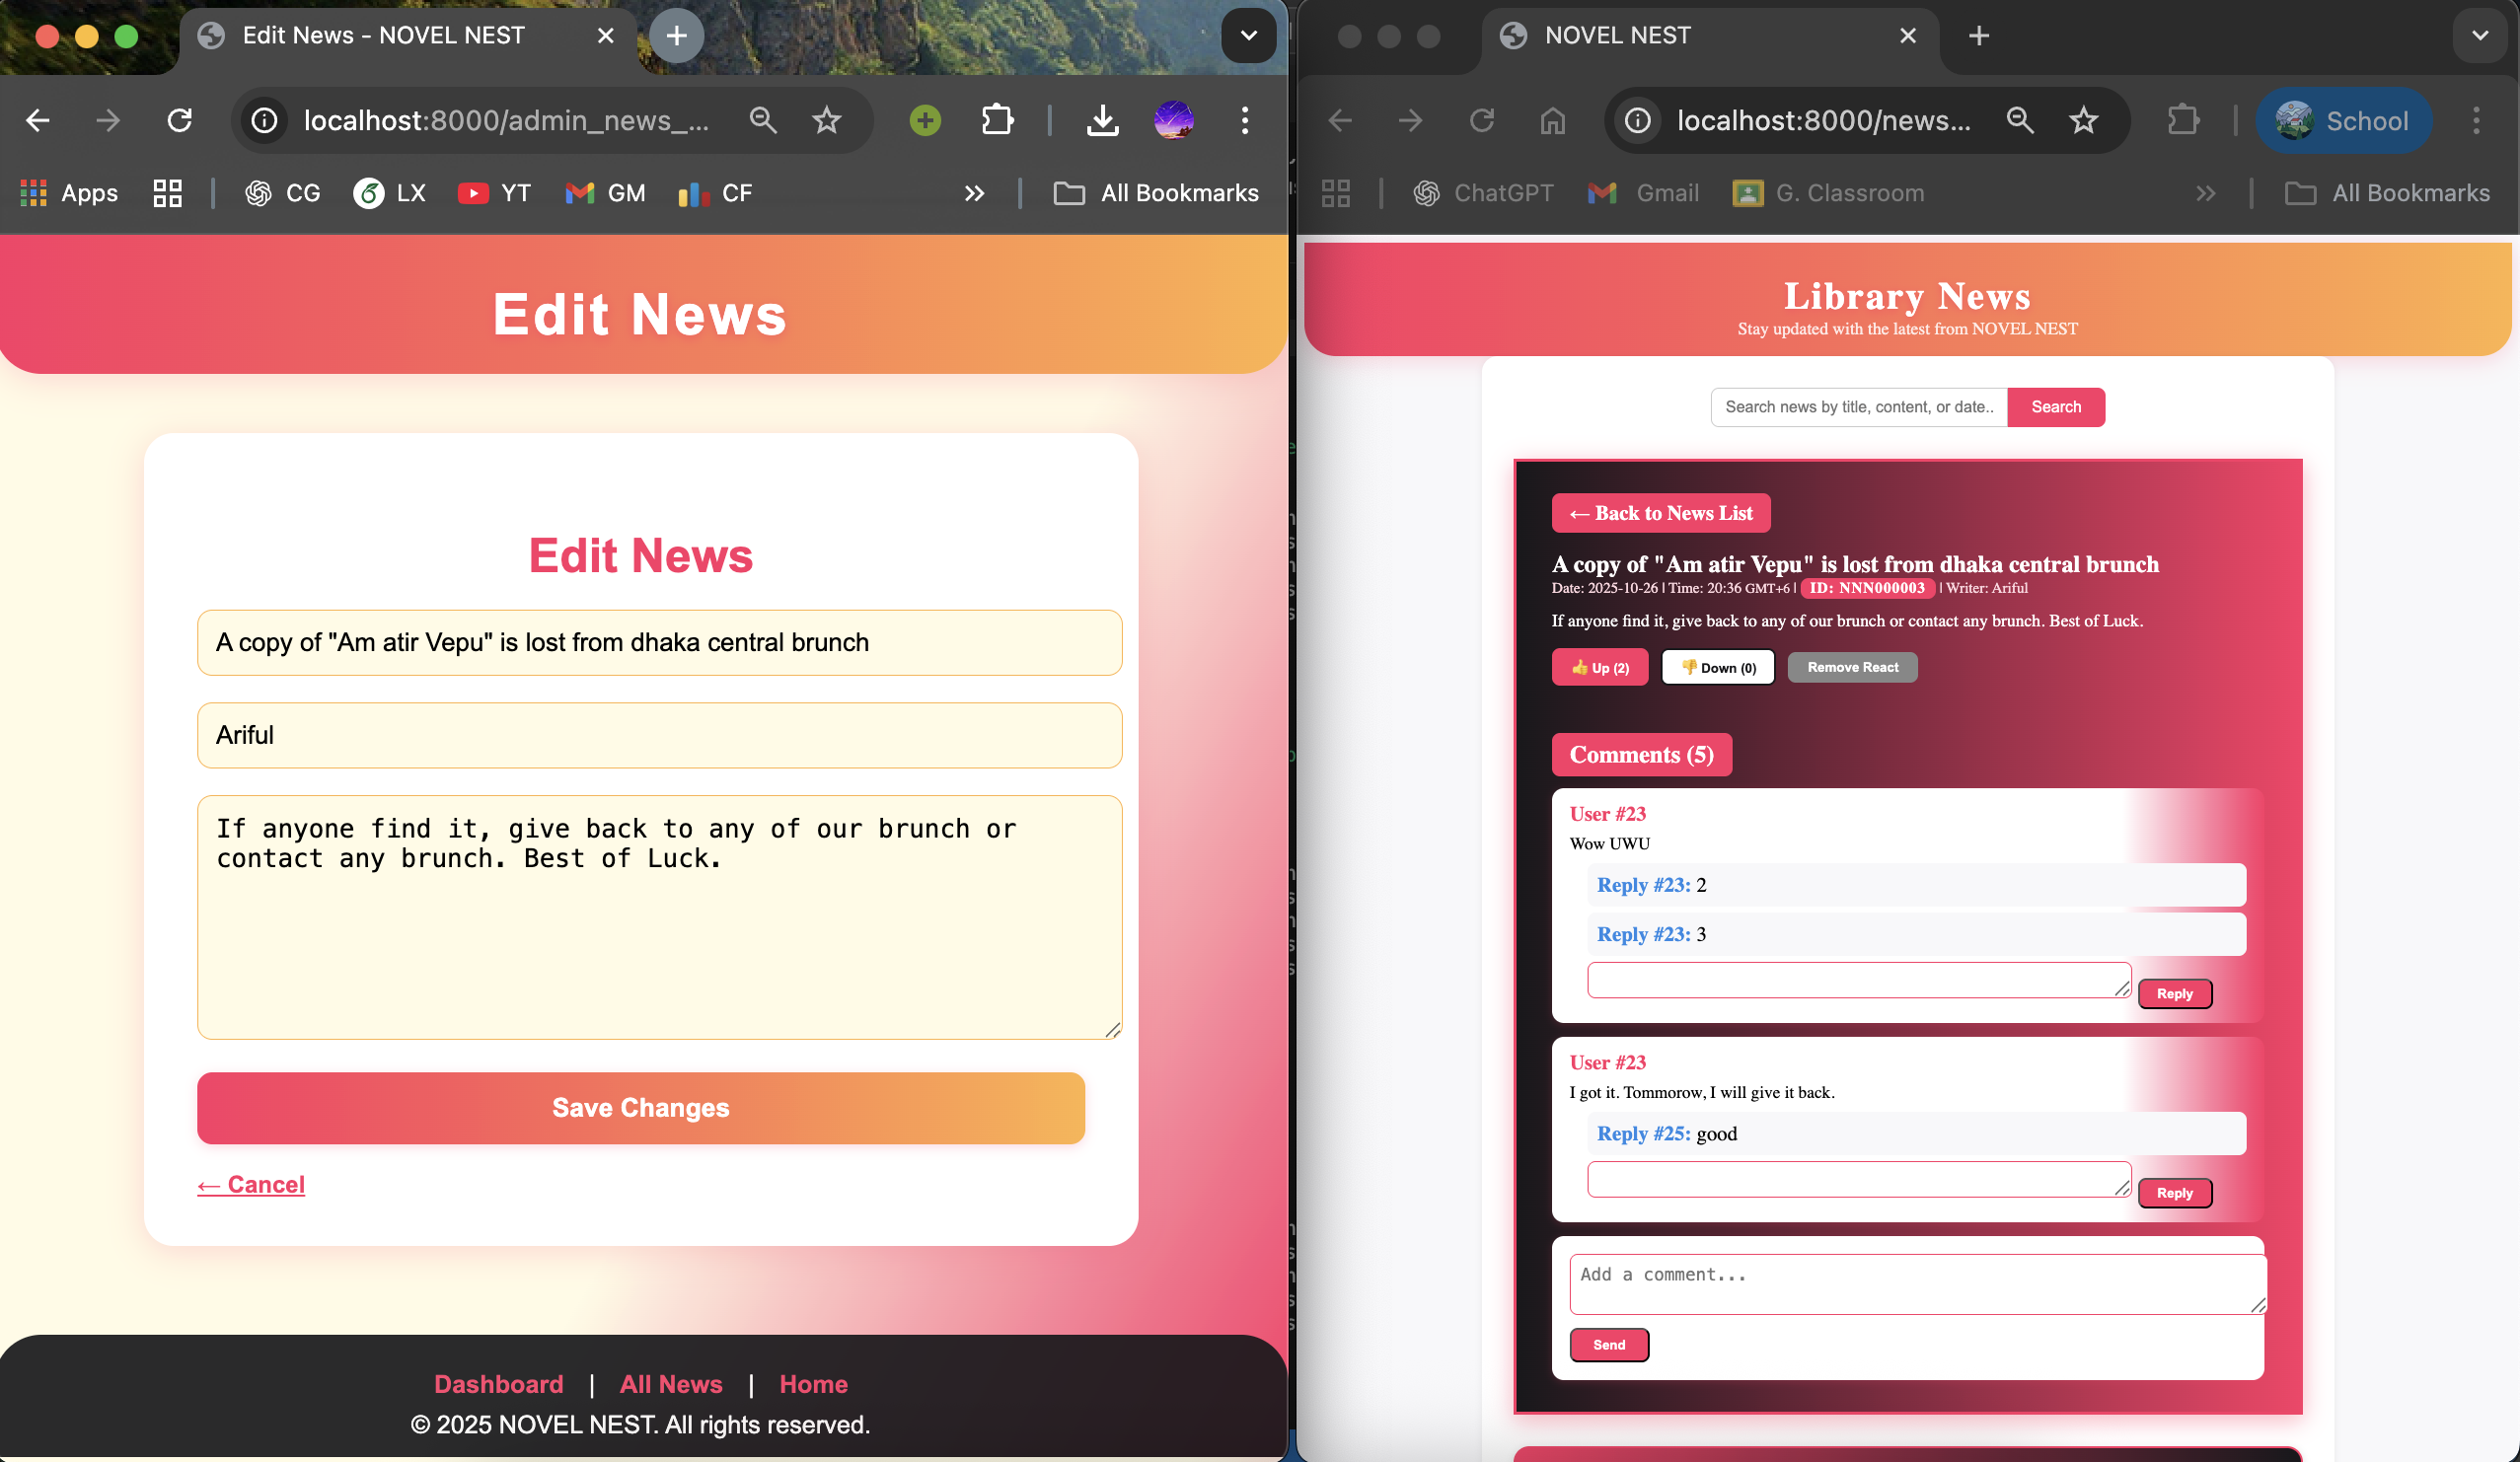 Edit News - NOVEL NEST
localhost:8000/admin_news_...
Apps
CG
LX
YT
GM
CF
All Bookmarks
Edit News
Edit News
A copy of "Am atir Vepu" is lost from dhaka central brunch
Ariful
If anyone find it, give back to any of our brunch or
contact any brunch. Best of Luck.
Save Changes
← Cancel
Dashboard | All News | Home
© 2025 NOVEL NEST. All rights reserved.
NOVEL NEST
localhost:8000/news...
School
ChatGPT
Gmail
G. Classroom
All Bookmarks
Library News
Stay updated with the latest from NOVEL NEST
Search news by title, content, or date..
Search
← Back to News List
A copy of "Am atir Vepu" is lost from dhaka central brunch
Date: 2025-10-26 | Time: 20:36 GMT+6 | ID: NNN000003 | Writer: Ariful
If anyone find it, give back to any of our brunch or contact any brunch. Best of Luck.
👍 Up (2)
👎 Down (0)
Remove React
Comments (5)
User #23
Wow UWU
Reply #23: 2
Reply #23: 3
Reply
User #23
I got it. Tommorow, I will give it back.
Reply #25: good
Reply
Add a comment...
Send